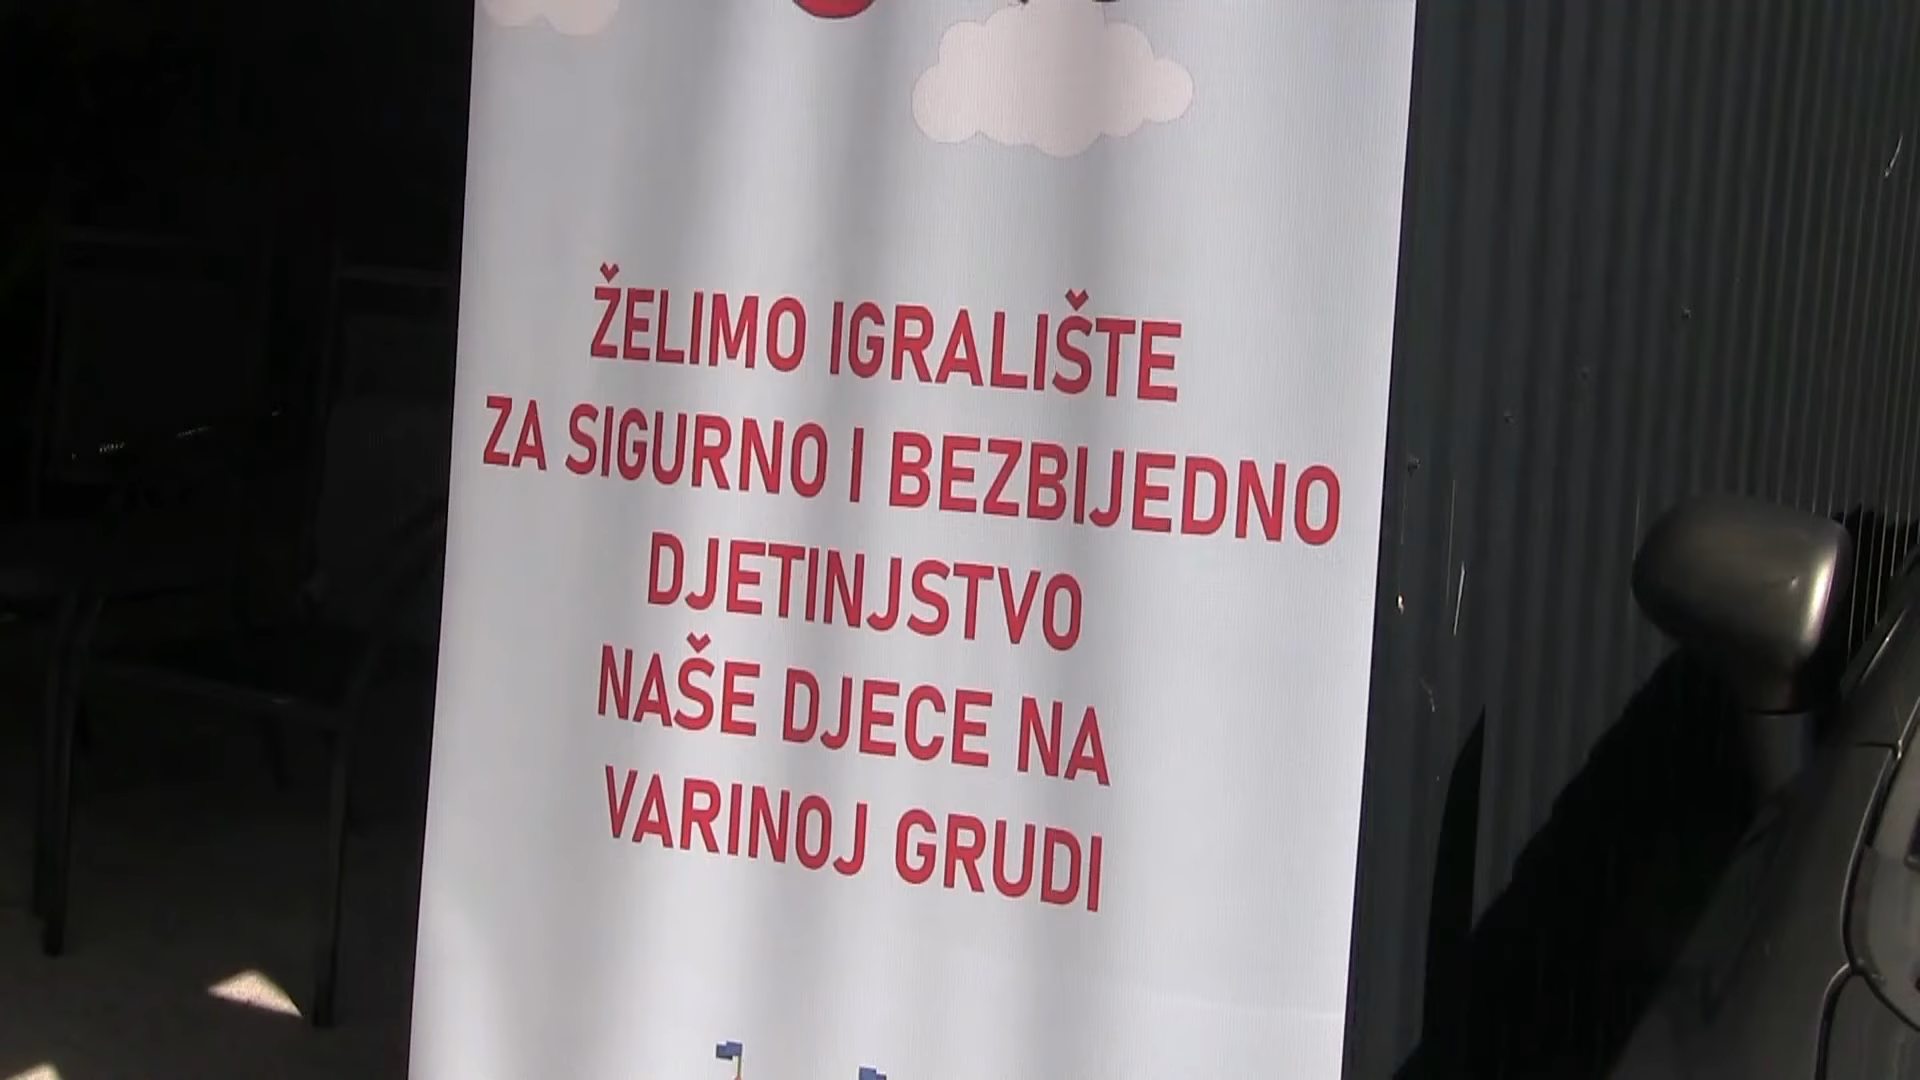 ŽELIMO IGRALIŠTE
ZA SIGURNO I BEZBIJEDNO
DJETINJSTVO
NAŠE DJECE NA
VARINOJ GRUDI